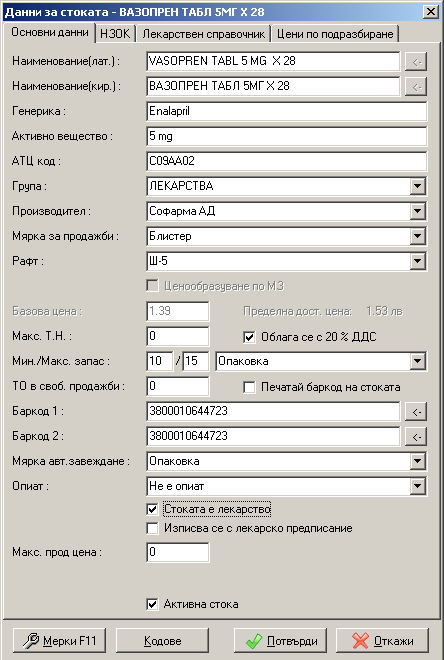 Данни за стоката - ВАЗОПРЕН ТАБЛ 5МГ X 28
Основни данни НЗОК Лекарствен справочник Цени по подразбиране
Наименование(лат.) : VASOPREN TABL 5 MG X 28 <-
Наименование(кир.) : ВАЗОПРЕН ТАБЛ 5МГ X 28 <-
Генерика : Enalapril
Активно вещество : 5 mg
АТЦ код : C09AA02
Група : ЛЕКАРСТВА
Производител : Софарма АД
Мярка за продажби : Блистер
Рафт : Ш-5
Ценообразуване по МЗ
Базова цена : 1.39 Пределна дост. цена: 1.53 лв
Макс. Т.Н. : 0 Облага се с 20 % ДДС
Мин./Макс. запас : 10 / 15 Опаковка
ТО в своб. продажби : 0 Печатай баркод на стоката
Баркод 1 : 3800010644723 <-
Баркод 2 : 3800010644723 <-
Мярка авт.завеждане : Опаковка
Опиат : Не е опиат
Стоката е лекарство
Изписва се с лекарско предписание
Макс. прод цена : 0
Активна стока
Мерки F11 Кодове Потвърди Откажи